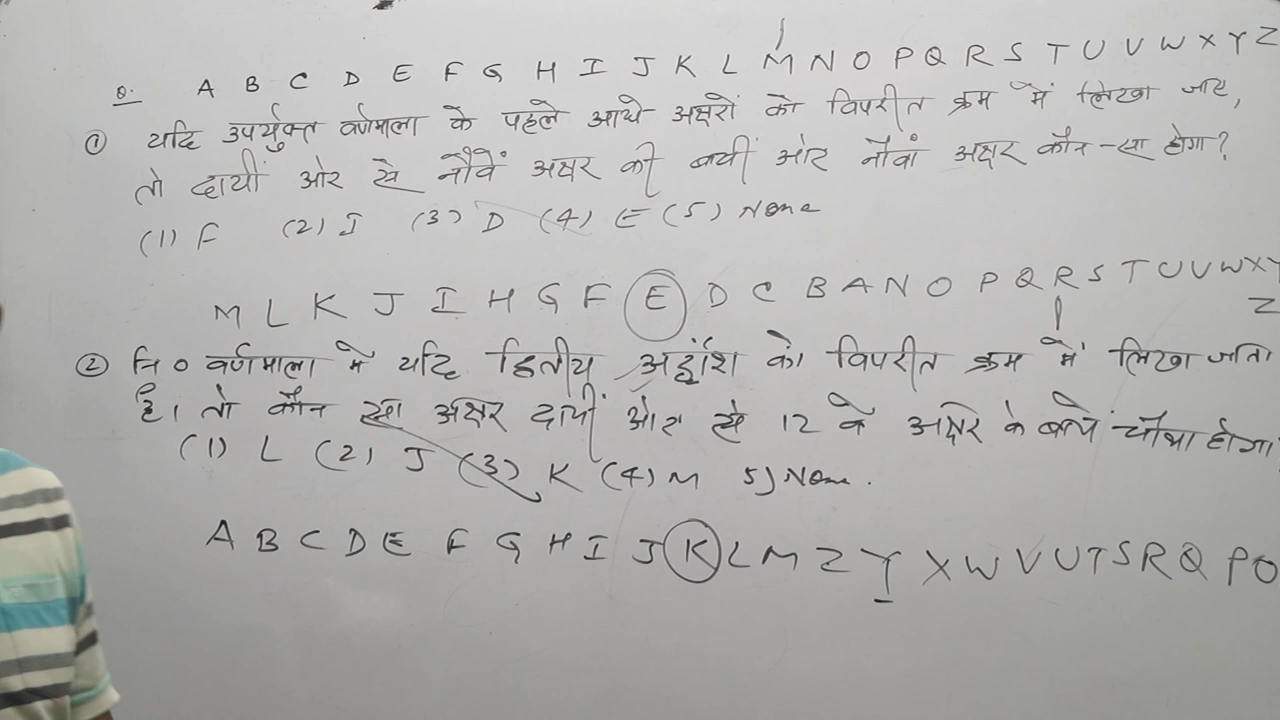 Q. A B C D E F G H I J K L M N O P Q R S T U V W X Y Z
① यदि उपर्युक्त वर्णमाला के पहले आधे अक्षरों को विपरीत क्रम में लिखा जाए,
तो दायीं ओर से नौवें अक्षर की बायीं ओर नौवां अक्षर कौन-सा होगा?
(1) F (2) J (3) D (4) E (5) None
M L K J I H G F E D C B A N O P Q R S T U V W X Y
Z
② नि० वर्णमाला में यदि द्वितीय अर्द्धांश को विपरीत क्रम में लिखा जाता
है। तो कौन सा अक्षर दायीं ओर से 12 वें अक्षर के बायें चौथा होगा
(1) L (2) J (3) K (4) M 5) None.
A B C D E F G H I J K L M Z Y X W V U T S R Q P O